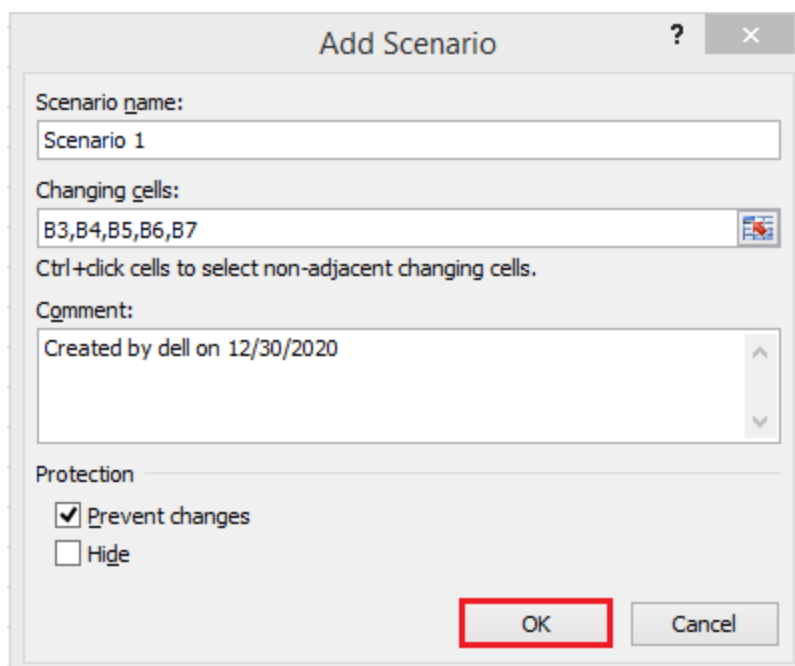 Add Scenario
?
Scenario name:
Scenario 1
Changing cells:
B3,B4,B5,B6,B7
Ctrl+click cells to select non-adjacent changing cells.
Comment:
Created by dell on 12/30/2020
Protection
Prevent changes
Hide
OK Cancel